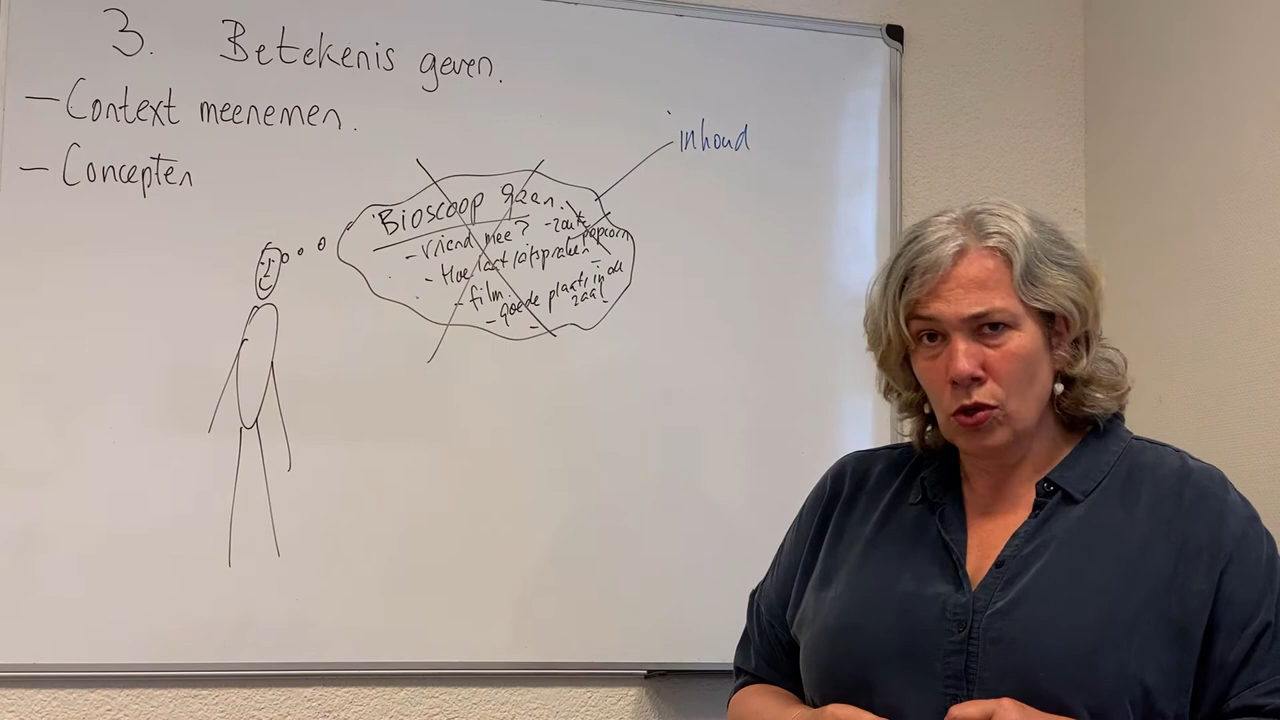 3. Betekenis geven.
- Context meenemen.
- Concepten
inhoud
Bioscoop gaan.
- vriend mee?
- zoute popcorn
- Hoe laat afspreken
- film
- goede plaats in de zaal